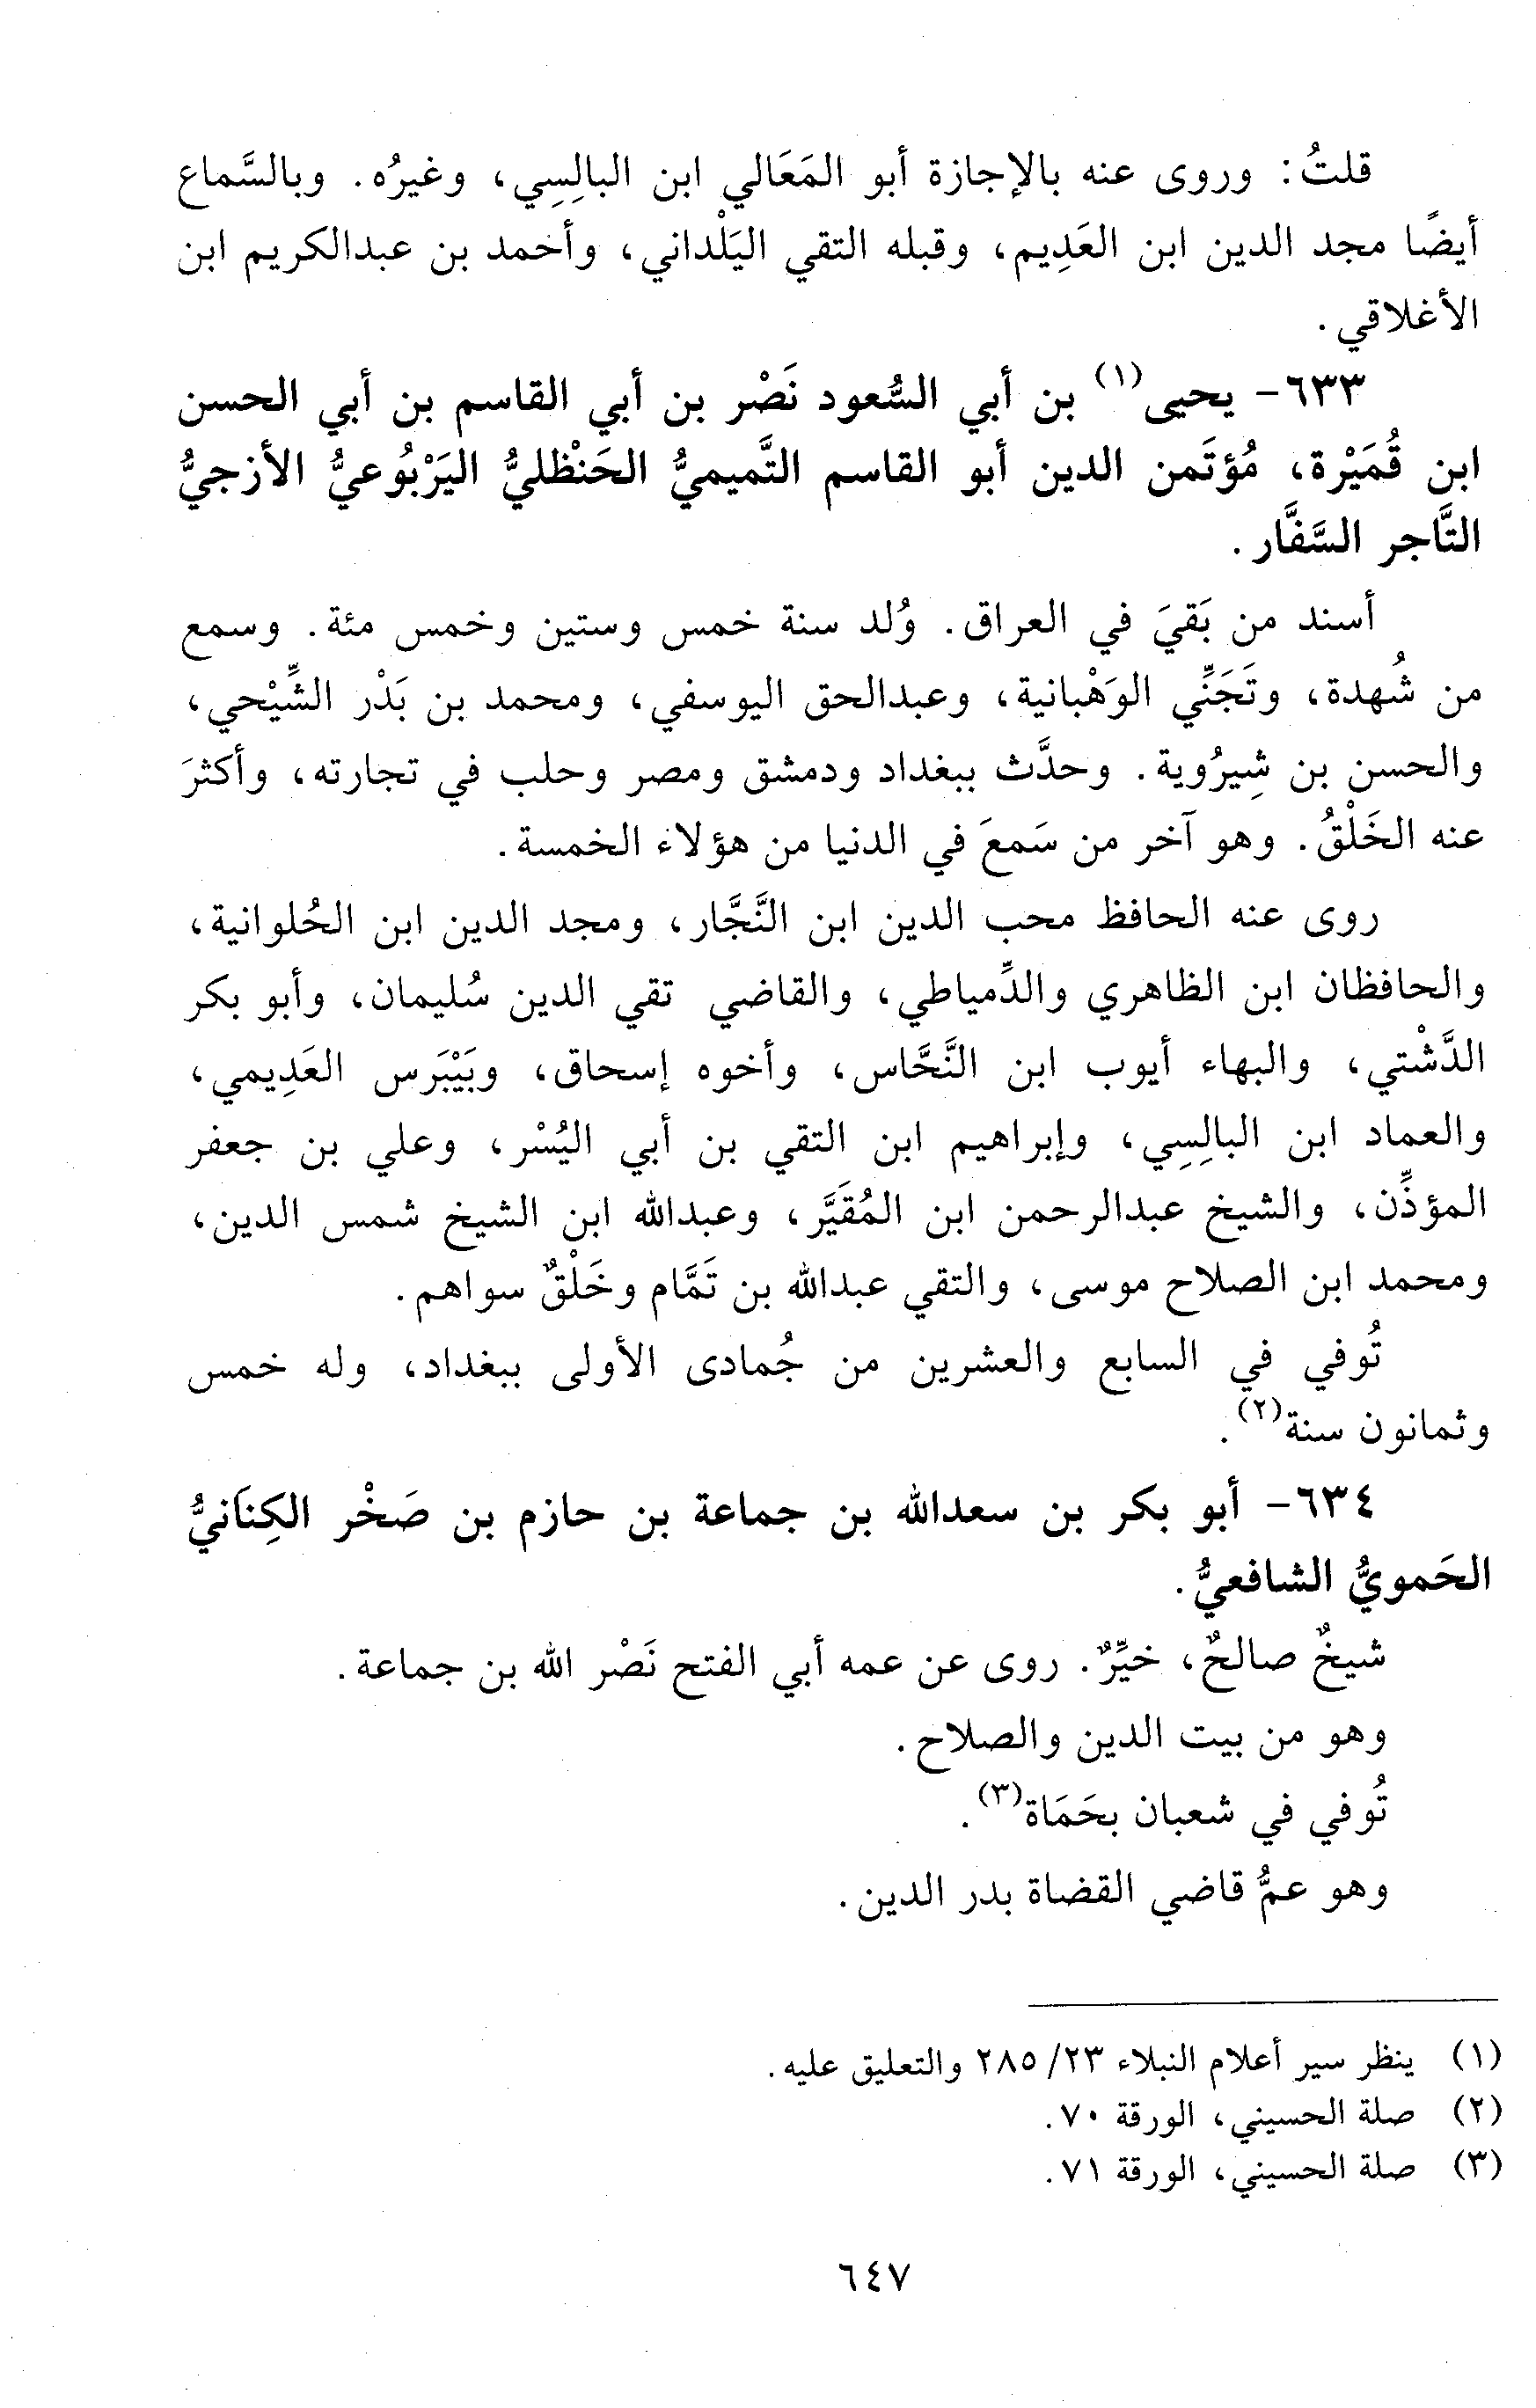 قلتُ: وروى عنه بالإجازة أبو المَعَالي ابن البالِسِي، وغيرُه. وبالسَّماع
أيضًا مجد الدين ابن العَدِيم، وقبله التقي اليَلْداني، وأحمد بن عبدالكريم ابن
الأغلاقي.
٦٣٣- يحيى(١) بن أبي السُّعود نَصْر بن أبي القاسم بن أبي الحسن
ابن قُمَيْرة، مُؤتَمن الدين أبو القاسم التَّميميُّ الحَنْظليُّ اليَرْبُوعيُّ الأزجيُّ
التَّاجر السَّفَّار.
أسند من بَقيَ في العراق. وُلد سنة خمس وستين وخمس مئة. وسمع
من شُهدة، وتَجَنِّي الوَهْبانية، وعبدالحق اليوسفي، ومحمد بن بَدْر الشِّيْحي،
والحسن بن شِيرُوية. وحدَّث ببغداد ودمشق ومصر وحلب في تجارته، وأكثرَ
عنه الخَلْقُ. وهو آخر من سَمعَ في الدنيا من هؤلاء الخمسة.
روى عنه الحافظ محب الدين ابن النَّجَّار، ومجد الدين ابن الحُلوانية،
والحافظان ابن الظاهري والدِّمياطي، والقاضي تقي الدين سُليمان، وأبو بكر
الدَّشْتي، والبهاء أيوب ابن النَّحَّاس، وأخوه إسحاق، وبَيْبَرس العَدِيمي،
والعماد ابن البالِسِي، وإبراهيم ابن التقي بن أبي اليُسْر، وعلي بن جعفر
المؤذِّن، والشيخ عبدالرحمن ابن المُقَيَّر، وعبدالله ابن الشيخ شمس الدين،
ومحمد ابن الصلاح موسى، والتقي عبدالله بن تَمَّام وخَلْقٌ سواهم.
تُوفي في السابع والعشرين من جُمادى الأولى ببغداد، وله خمس
وثمانون سنة(٢).
٦٣٤- أبو بكر بن سعدالله بن جماعة بن حازم بن صَخْر الكِنَانيُّ
الحَمويُّ الشافعيُّ.
شيخٌ صالحٌ، خيِّرٌ. روى عن عمه أبي الفتح نَصْر الله بن جماعة.
وهو من بيت الدين والصلاح.
تُوفي في شعبان بحَمَاة(٣).
وهو عمُّ قاضي القضاة بدر الدين.
(١) ينظر سير أعلام النبلاء ٢٣/ ٢٨٥ والتعليق عليه.
(٢) صلة الحسيني، الورقة ٧٠.
(٣) صلة الحسيني، الورقة ٧١.
٦٤٧